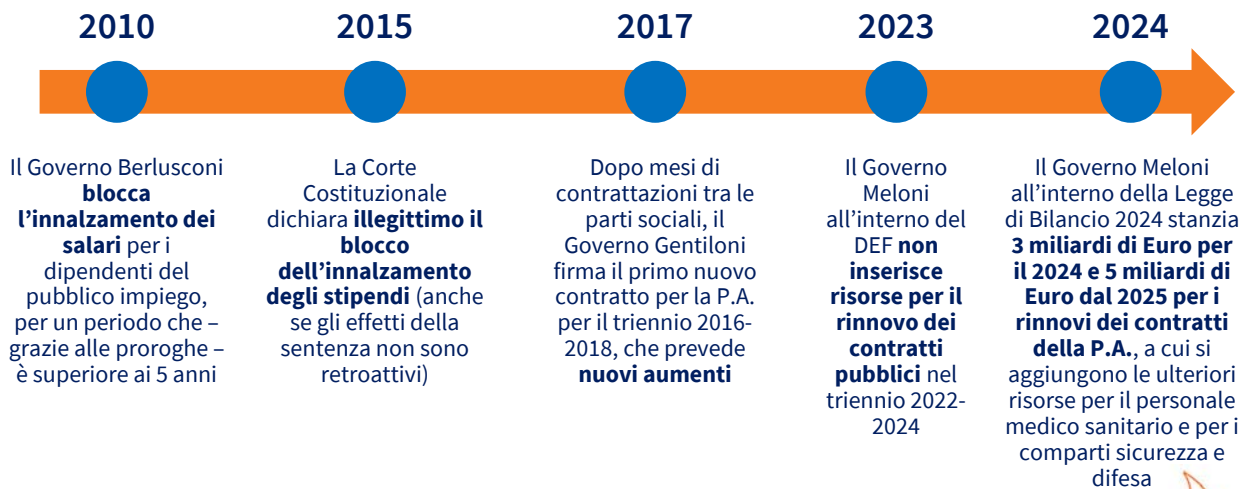 2010
2015
2017
2023
2024
Il Governo Berlusconi
blocca
l'innalzamento dei
salari per i
dipendenti del
pubblico impiego,
per un periodo che –
grazie alle proroghe –
è superiore ai 5 anni
La Corte
Costituzionale
dichiara illegittimo il
blocco
dell'innalzamento
degli stipendi (anche
se gli effetti della
sentenza non sono
retroattivi)
Dopo mesi di
contrattazioni tra le
parti sociali, il
Governo Gentiloni
firma il primo nuovo
contratto per la P.A.
per il triennio 2016-
2018, che prevede
nuovi aumenti
Il Governo
Meloni
all'interno del
DEF non
inserisce
risorse per il
rinnovo dei
contratti
pubblici nel
triennio 2022-
2024
Il Governo Meloni
all'interno della Legge
di Bilancio 2024 stanzia
3 miliardi di Euro per
il 2024 e 5 miliardi di
Euro dal 2025 per i
rinnovi dei contratti
della P.A., a cui si
aggiungono le ulteriori
risorse per il personale
medico sanitario e per i
comparti sicurezza e
difesa